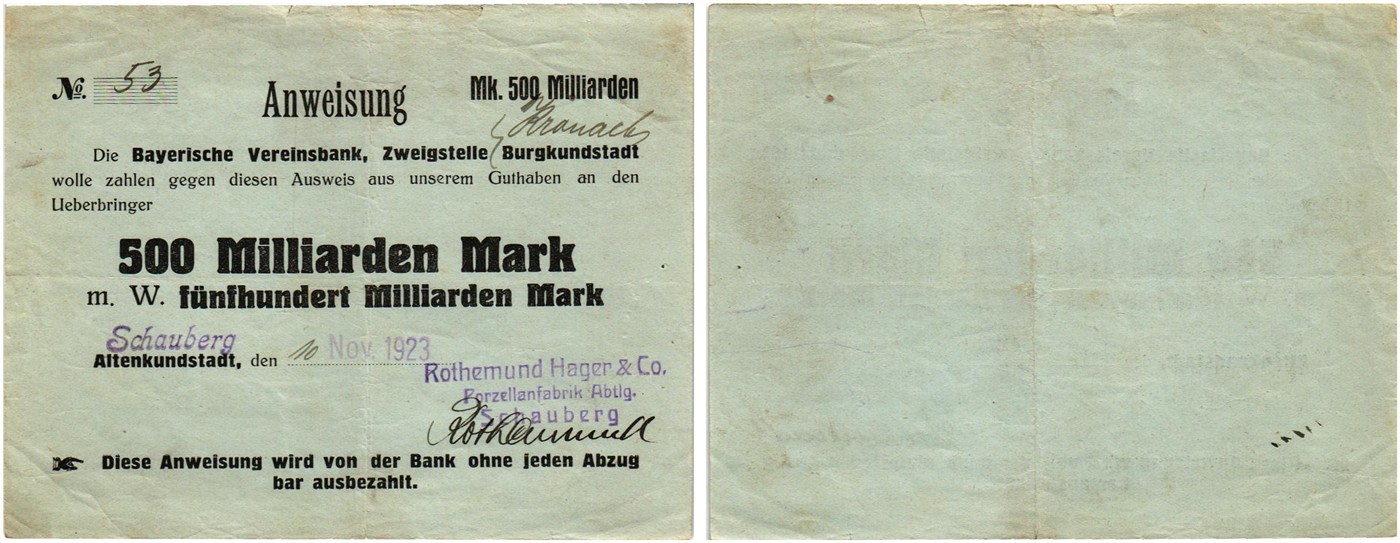 No. 53
Anweisung
Mk. 500 Milliarden
Kronach
Die Bayerische Vereinsbank, Zweigstelle Burgkundstadt
wolle zahlen gegen diesen Ausweis aus unserem Guthaben an den
Ueberbringer
500 Milliarden Mark
m. W. fünfhundert Milliarden Mark
Schauberg
Altenkundstadt, den 10 Nov. 1923
Rothemund Hager & Co.
Porzellanfabrik Abtlg.
Schauberg
Rothemund
Diese Anweisung wird von der Bank ohne jeden Abzug
bar ausbezahlt.